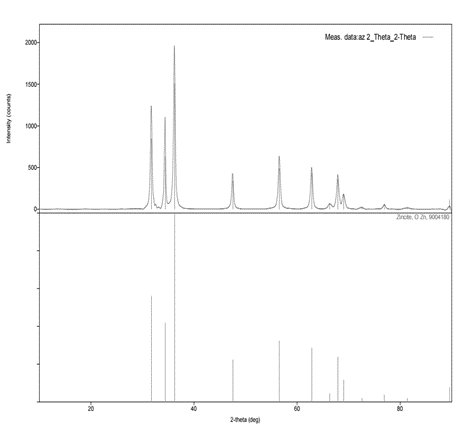 Meas. data:az 2_Theta_2-Theta
2000
1500
1000
500
0
Intensity (counts)
Zincite, O Zn, 9004180
20
40
60
80
2-theta (deg)